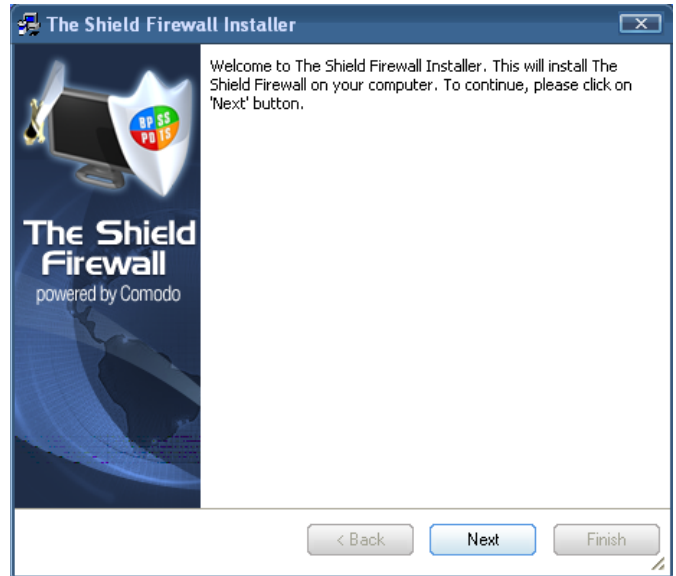 The Shield Firewall Installer
Welcome to The Shield Firewall Installer. This will install The
Shield Firewall on your computer. To continue, please click on
'Next' button.
BP SS
PD IS
The Shield
Firewall
powered by Comodo
< Back
Next
Finish